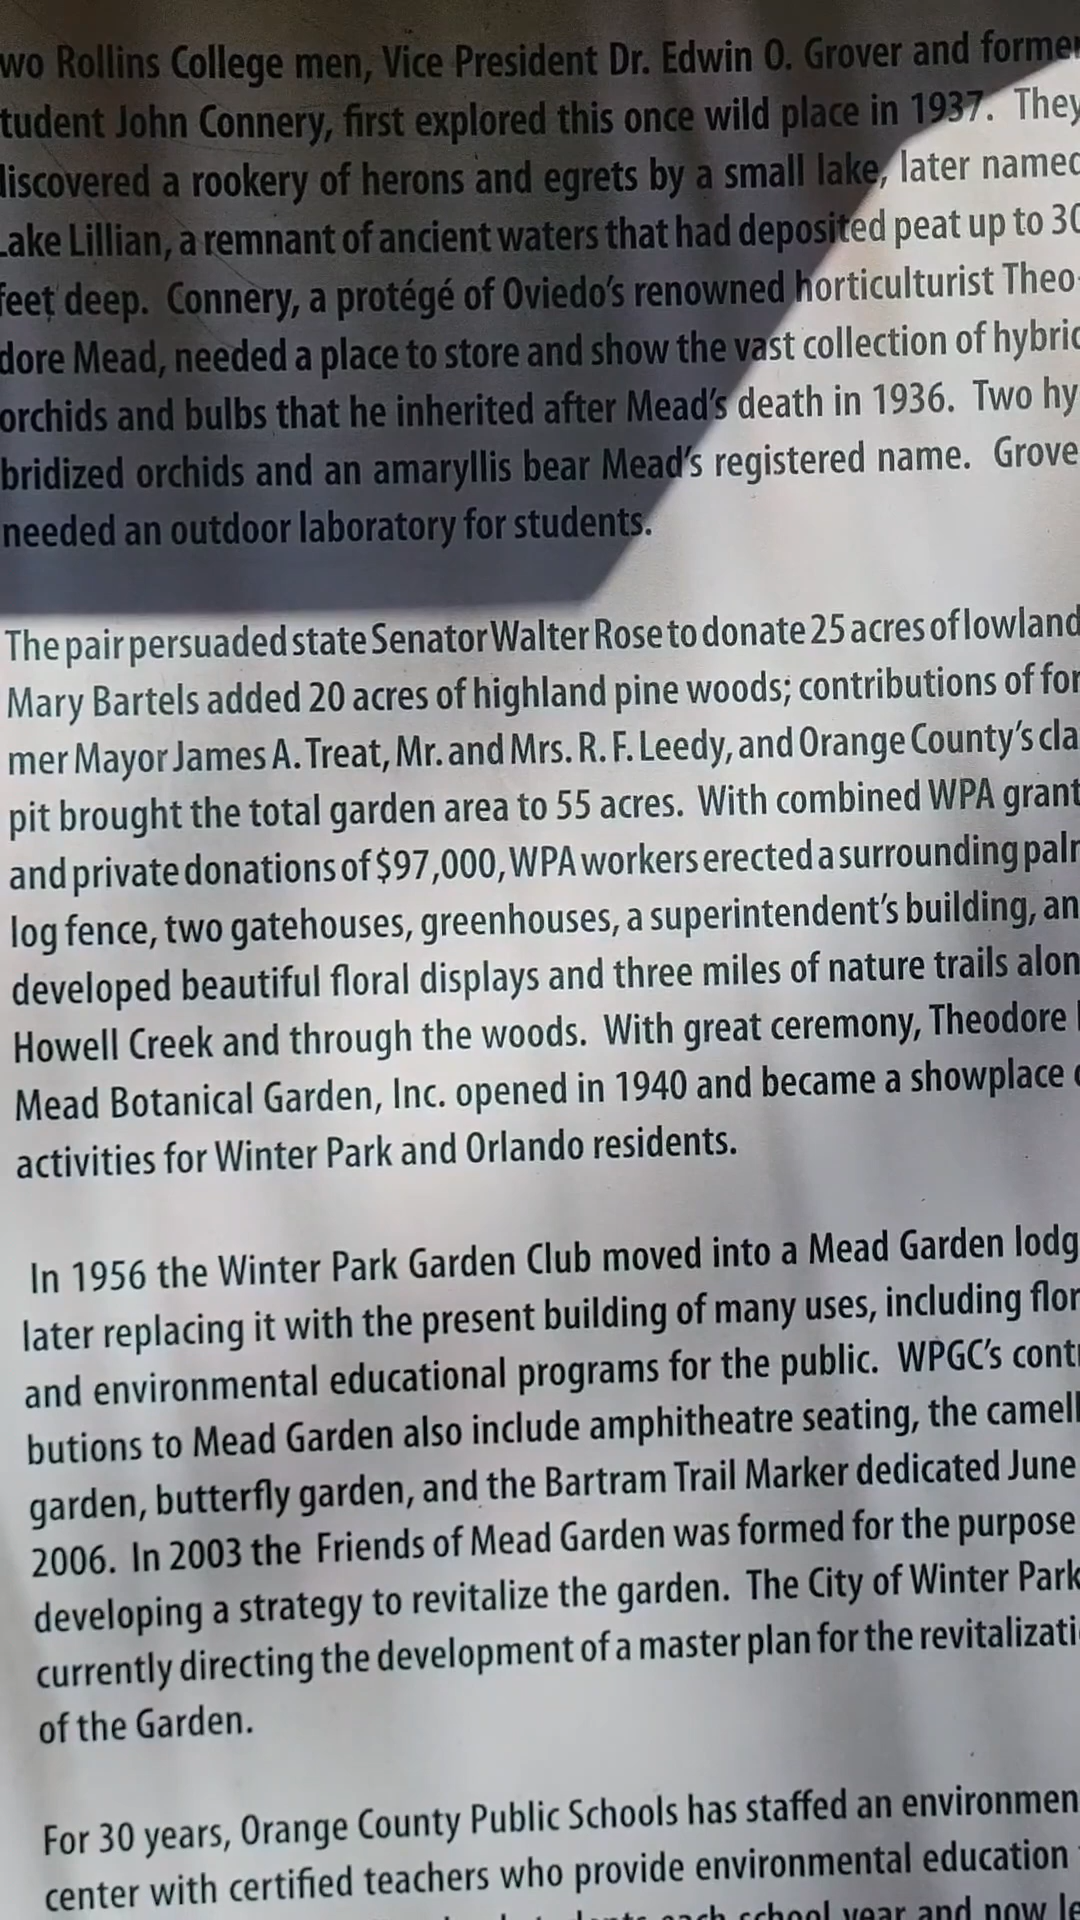 wo Rollins College men, Vice President Dr. Edwin O. Grover and former
tudent John Connery, first explored this once wild place in 1937. They
discovered a rookery of herons and egrets by a small lake, later named
Lake Lillian, a remnant of ancient waters that had deposited peat up to 30
feet deep. Connery, a protégé of Oviedo's renowned horticulturist Theo-
dore Mead, needed a place to store and show the vast collection of hybrid
orchids and bulbs that he inherited after Mead's death in 1936. Two hy
bridized orchids and an amaryllis bear Mead's registered name. Grove
needed an outdoor laboratory for students.
The pair persuaded state Senator Walter Rose to donate 25 acres of lowland
Mary Bartels added 20 acres of highland pine woods; contributions of for
mer Mayor James A. Treat, Mr. and Mrs. R. F. Leedy, and Orange County's cla
pit brought the total garden area to 55 acres. With combined WPA grant
and private donations of $97,000, WPA workers erected a surrounding palm
log fence, two gatehouses, greenhouses, a superintendent's building, an
developed beautiful floral displays and three miles of nature trails alon
Howell Creek and through the woods. With great ceremony, Theodore
Mead Botanical Garden, Inc. opened in 1940 and became a showplace
activities for Winter Park and Orlando residents.
In 1956 the Winter Park Garden Club moved into a Mead Garden lodg
later replacing it with the present building of many uses, including flor
and environmental educational programs for the public. WPGC's contr
butions to Mead Garden also include amphitheatre seating, the camell
garden, butterfly garden, and the Bartram Trail Marker dedicated June
2006. In 2003 the Friends of Mead Garden was formed for the purpose
developing a strategy to revitalize the garden. The City of Winter Park
currently directing the development of a master plan for the revitalizati
of the Garden.
For 30 years, Orange County Public Schools has staffed an environmen
center with certified teachers who provide environmental education
each school year and now le